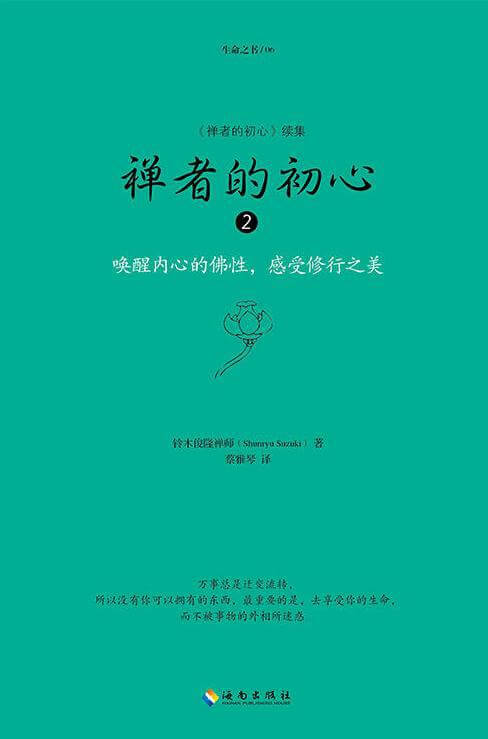 生命之书/06
《禅者的初心》续集
禅者的初心
2
唤醒内心的佛性，感受修行之美
铃木俊隆禅师（Shunryu Suzuki）著
蔡雅琴 译
万事总是迁变流转，
所以没有你可以拥有的东西，最重要的是，去享受你的生命，
而不被事物的外相所迷惑
海南出版社
HAINAN PUBLISHING HOUSE